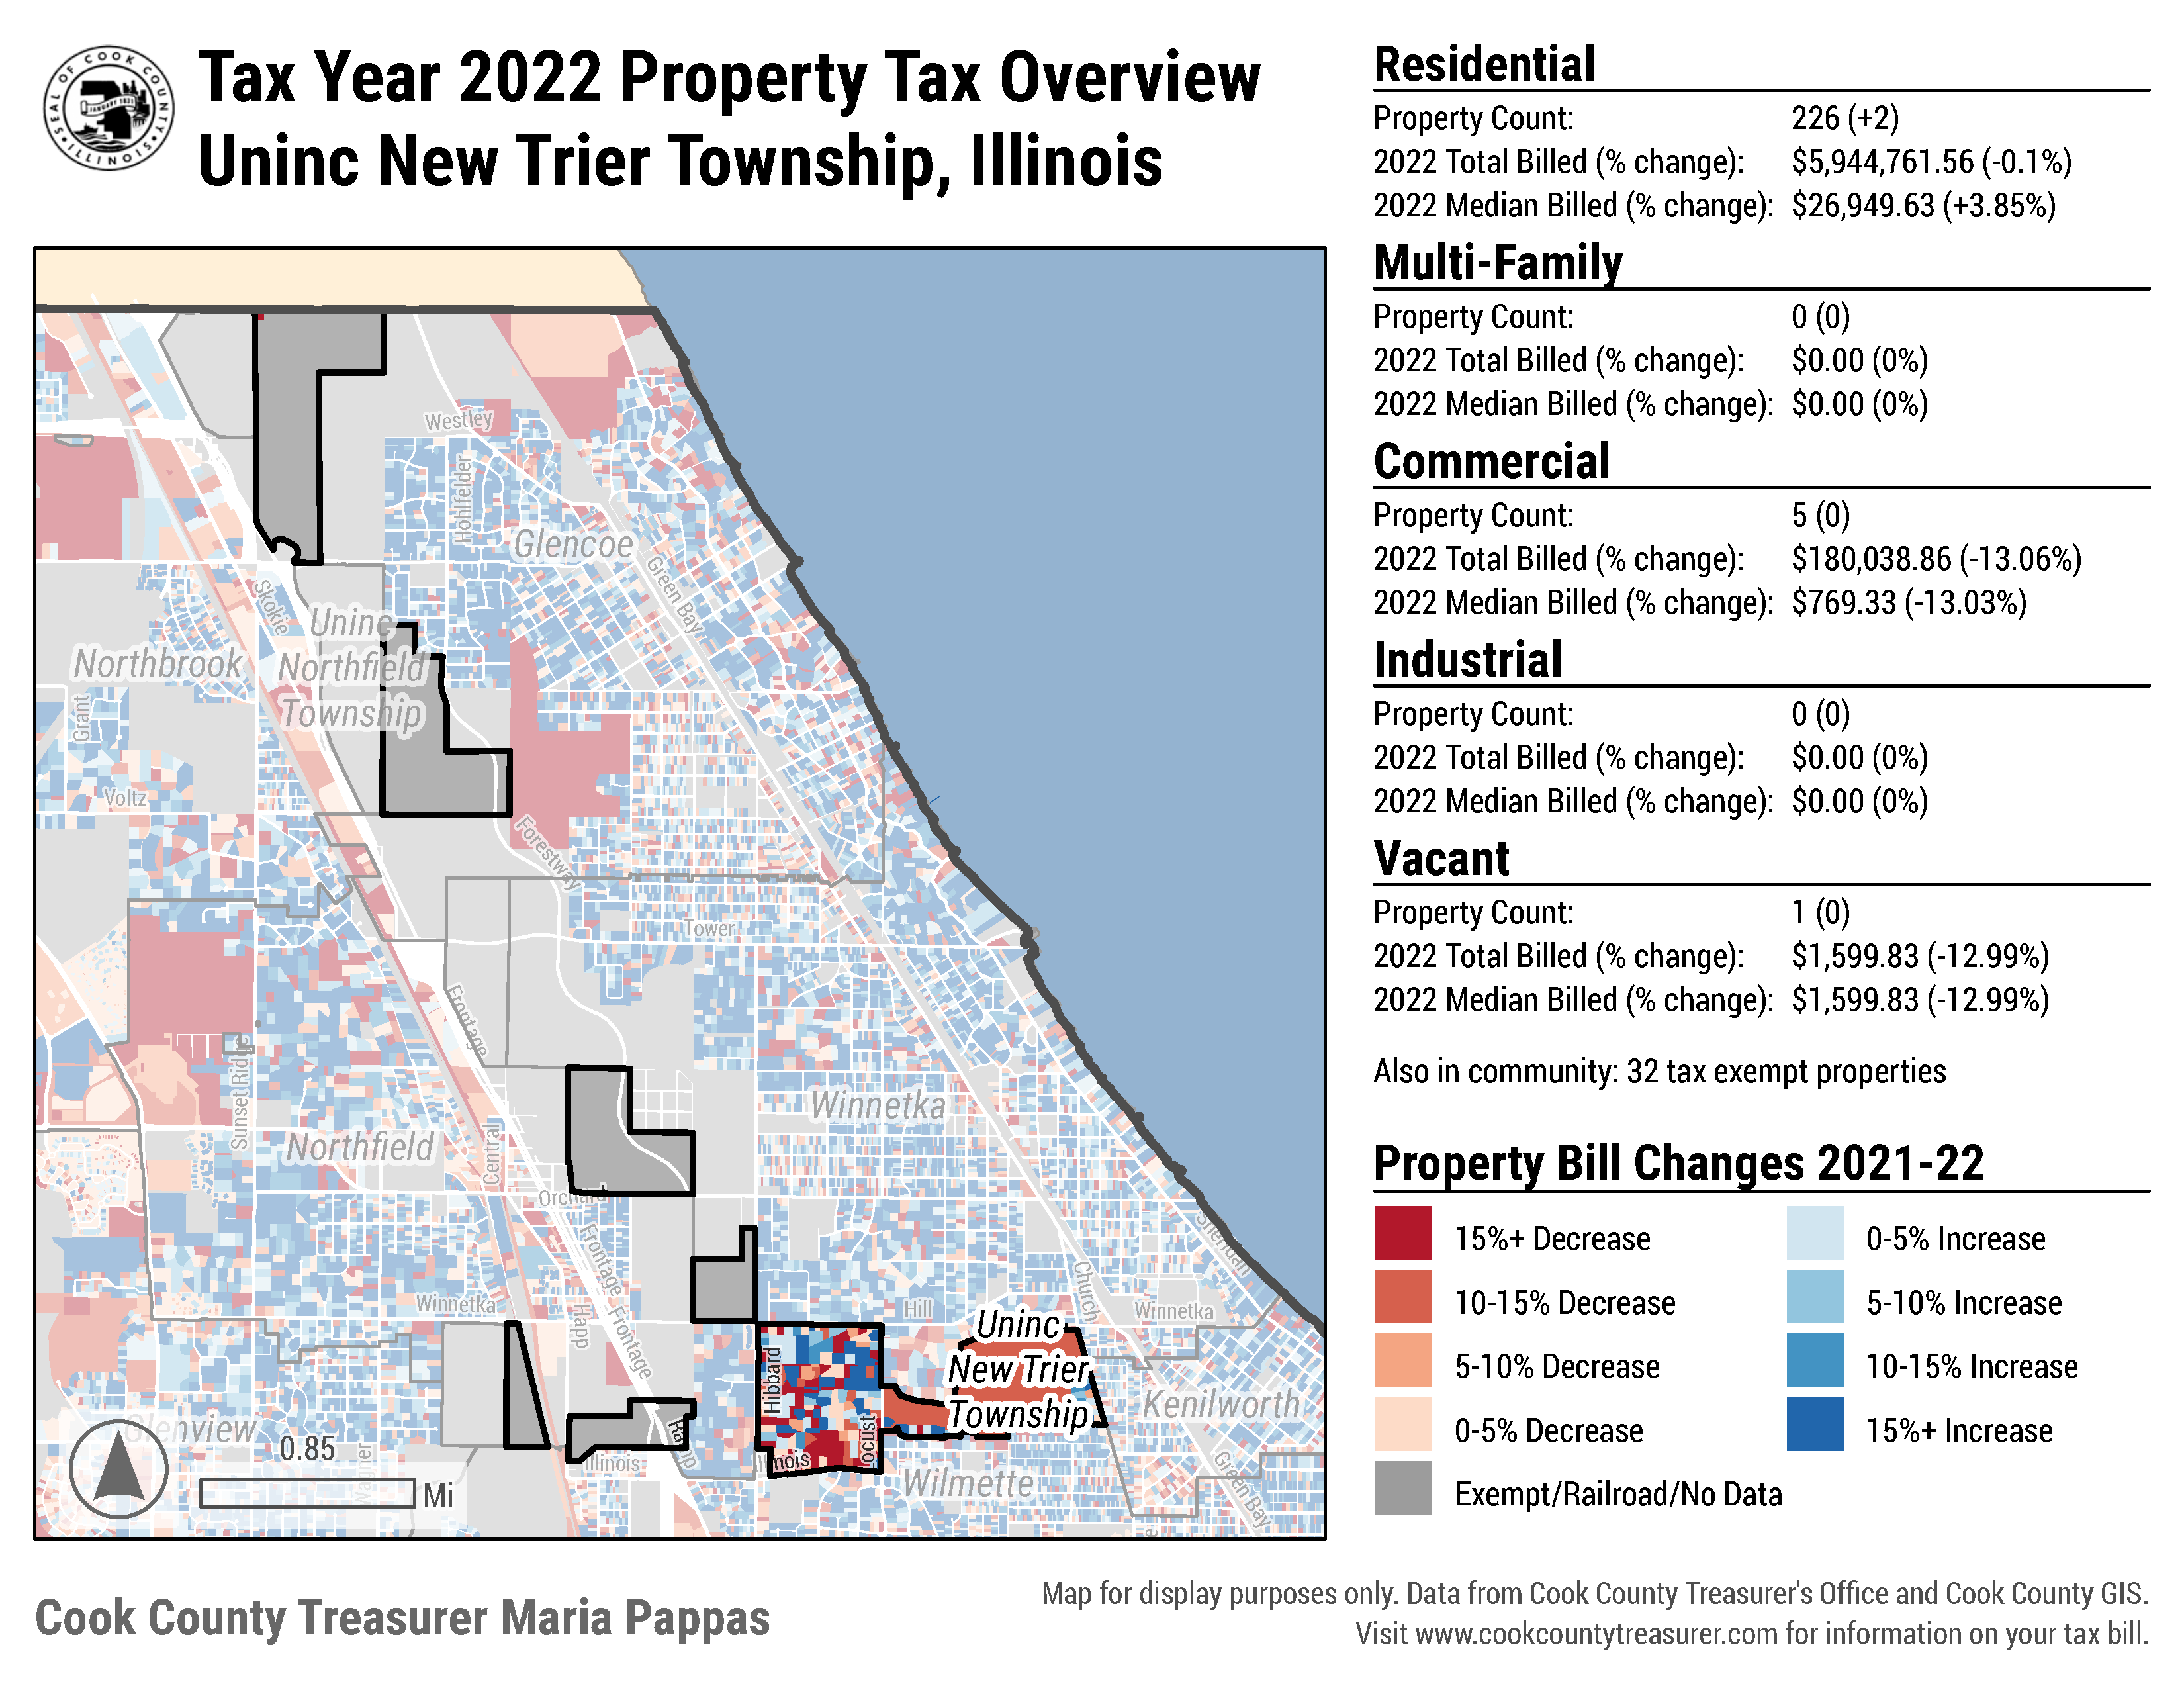 SEAL OF COOK COUNTY
ILLINOIS
Tax Year 2022 Property Tax Overview
Uninc New Trier Township, Illinois
Westley
Hohlfelder
Glencoe
Green Bay
Skokie
Uninc
Northfield
Township
Northbrook
Grant
Voltz
Forestway
Tower
Frontage
Sunset Ridge
Winnetka
Northfield
Central
Orchard
Frontage
Frontage
Sheridan
Church
Winnetka
Happ
Hill
Winnetka
Uninc
New Trier
Township
Hibbard
Locust
Kenilworth
Glenview
Ramp
Illinois
Illinois
Wilmette
Green Bay
Wagner
0.85
Mi
Residential
Property Count: 226 (+2)
2022 Total Billed (% change): $5,944,761.56 (-0.1%)
2022 Median Billed (% change): $26,949.63 (+3.85%)
Multi-Family
Property Count: 0 (0)
2022 Total Billed (% change): $0.00 (0%)
2022 Median Billed (% change): $0.00 (0%)
Commercial
Property Count: 5 (0)
2022 Total Billed (% change): $180,038.86 (-13.06%)
2022 Median Billed (% change): $769.33 (-13.03%)
Industrial
Property Count: 0 (0)
2022 Total Billed (% change): $0.00 (0%)
2022 Median Billed (% change): $0.00 (0%)
Vacant
Property Count: 1 (0)
2022 Total Billed (% change): $1,599.83 (-12.99%)
2022 Median Billed (% change): $1,599.83 (-12.99%)
Also in community: 32 tax exempt properties
Property Bill Changes 2021-22
15%+ Decrease
10-15% Decrease
5-10% Decrease
0-5% Decrease
Exempt/Railroad/No Data
0-5% Increase
5-10% Increase
10-15% Increase
15%+ Increase
Cook County Treasurer Maria Pappas
Map for display purposes only. Data from Cook County Treasurer's Office and Cook County GIS.
Visit www.cookcountytreasurer.com for information on your tax bill.